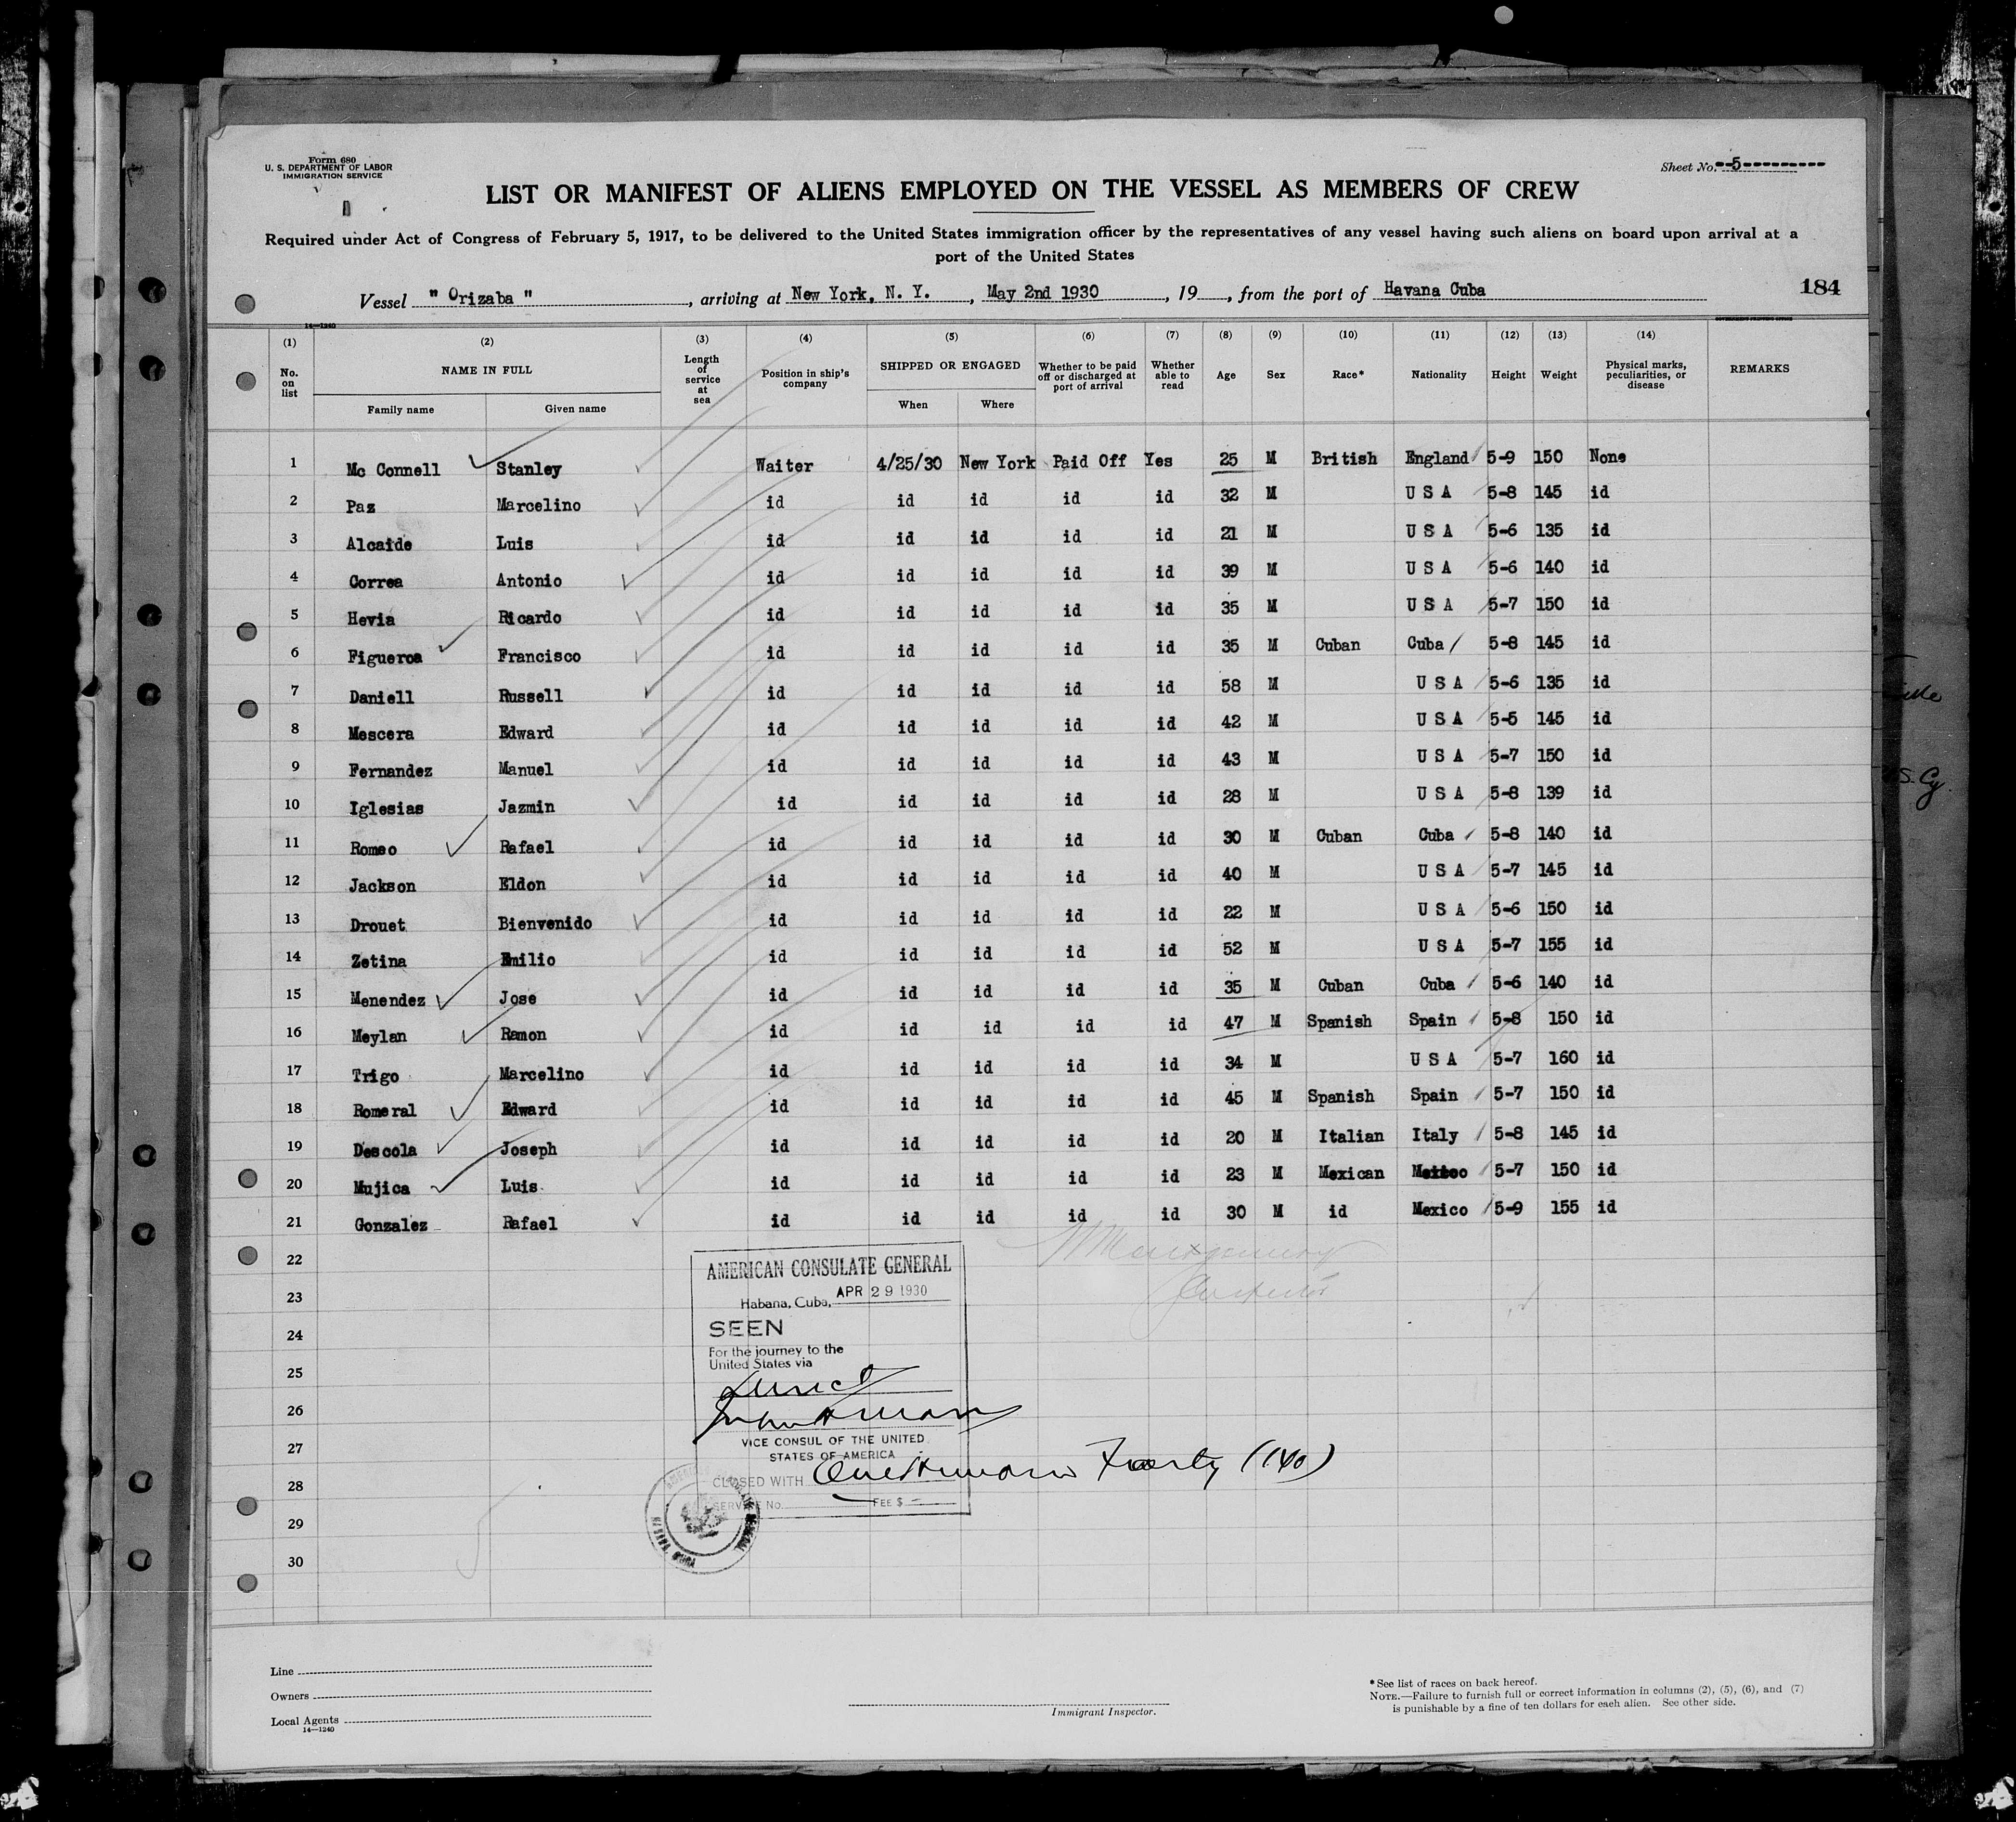 Form 680
U. S. DEPARTMENT OF LABOR
IMMIGRATION SERVICE
Sheet No. 5
LIST OR MANIFEST OF ALIENS EMPLOYED ON THE VESSEL AS MEMBERS OF CREW
Required under Act of Congress of February 5, 1917, to be delivered to the United States immigration officer by the representatives of any vessel having such aliens on board upon arrival at a
port of the United States
Vessel " Orizaba ", arriving at New York, N. Y., May 2nd 1930, 19, from the port of Havana Cuba
184
14—1240
(1) (2) (3) (4) (5) (6) (7) (8) (9) (10) (11) (12) (13) (14)
No. on list NAME IN FULL Length of service at sea Position in ship's company SHIPPED OR ENGAGED Whether to be paid off or discharged at port of arrival Whether able to read Age Sex Race* Nationality Height Weight Physical marks, peculiarities, or disease REMARKS
Family name Given name When Where
1 Mc Connell Stanley Waiter 4/25/30 New York Paid Off Yes 25 M British England 5-9 150 None
2 Paz Marcelino id id id id id 32 M U S A 5-8 145 id
3 Alcaide Luis id id id id id 21 M U S A 5-6 135 id
4 Correa Antonio id id id id id 39 M U S A 5-6 140 id
5 Hevia Ricardo id id id id id 35 M U S A 5-7 150 id
6 Figueroa Francisco id id id id id 35 M Cuban Cuba 5-8 145 id
7 Daniell Russell id id id id id 58 M U S A 5-6 135 id
8 Mescera Edward id id id id id 42 M U S A 5-5 145 id
9 Fernandez Manuel id id id id id 43 M U S A 5-7 150 id
10 Iglesias Jazmin id id id id id 28 M U S A 5-8 139 id
11 Romeo Rafael id id id id id 30 M Cuban Cuba 5-8 140 id
12 Jackson Eldon id id id id id 40 M U S A 5-7 145 id
13 Drouet Bienvenido id id id id id 22 M U S A 5-6 150 id
14 Zetina Emilio id id id id id 52 M U S A 5-7 155 id
15 Menendez Jose id id id id id 35 M Cuban Cuba 5-6 140 id
16 Meylan Ramon id id id id id 47 M Spanish Spain 5-8 150 id
17 Trigo Marcelino id id id id id 34 M U S A 5-7 160 id
18 Romeral Edward id id id id id 45 M Spanish Spain 5-7 150 id
19 Descola Joseph id id id id id 20 M Italian Italy 5-8 145 id
20 Mujica Luis id id id id id 23 M Mexican Mexico 5-7 150 id
21 Gonzalez Rafael id id id id id 30 M id Mexico 5-9 155 id
22
23
24
25
26
27
28
29
30
AMERICAN CONSULATE GENERAL
Habana, Cuba, APR 29 1930
SEEN
For the journey to the
United States via
Direct
VICE CONSUL OF THE UNITED
STATES OF AMERICA
CLOSED WITH One Hundred Forty (140)
SERVICE No. FEE $
Line
Owners
Local Agents
14—1240
Immigrant Inspector.
* See list of races on back hereof.
NOTE.—Failure to furnish full or correct information in columns (2), (5), (6), and (7)
is punishable by a fine of ten dollars for each alien. See other side.